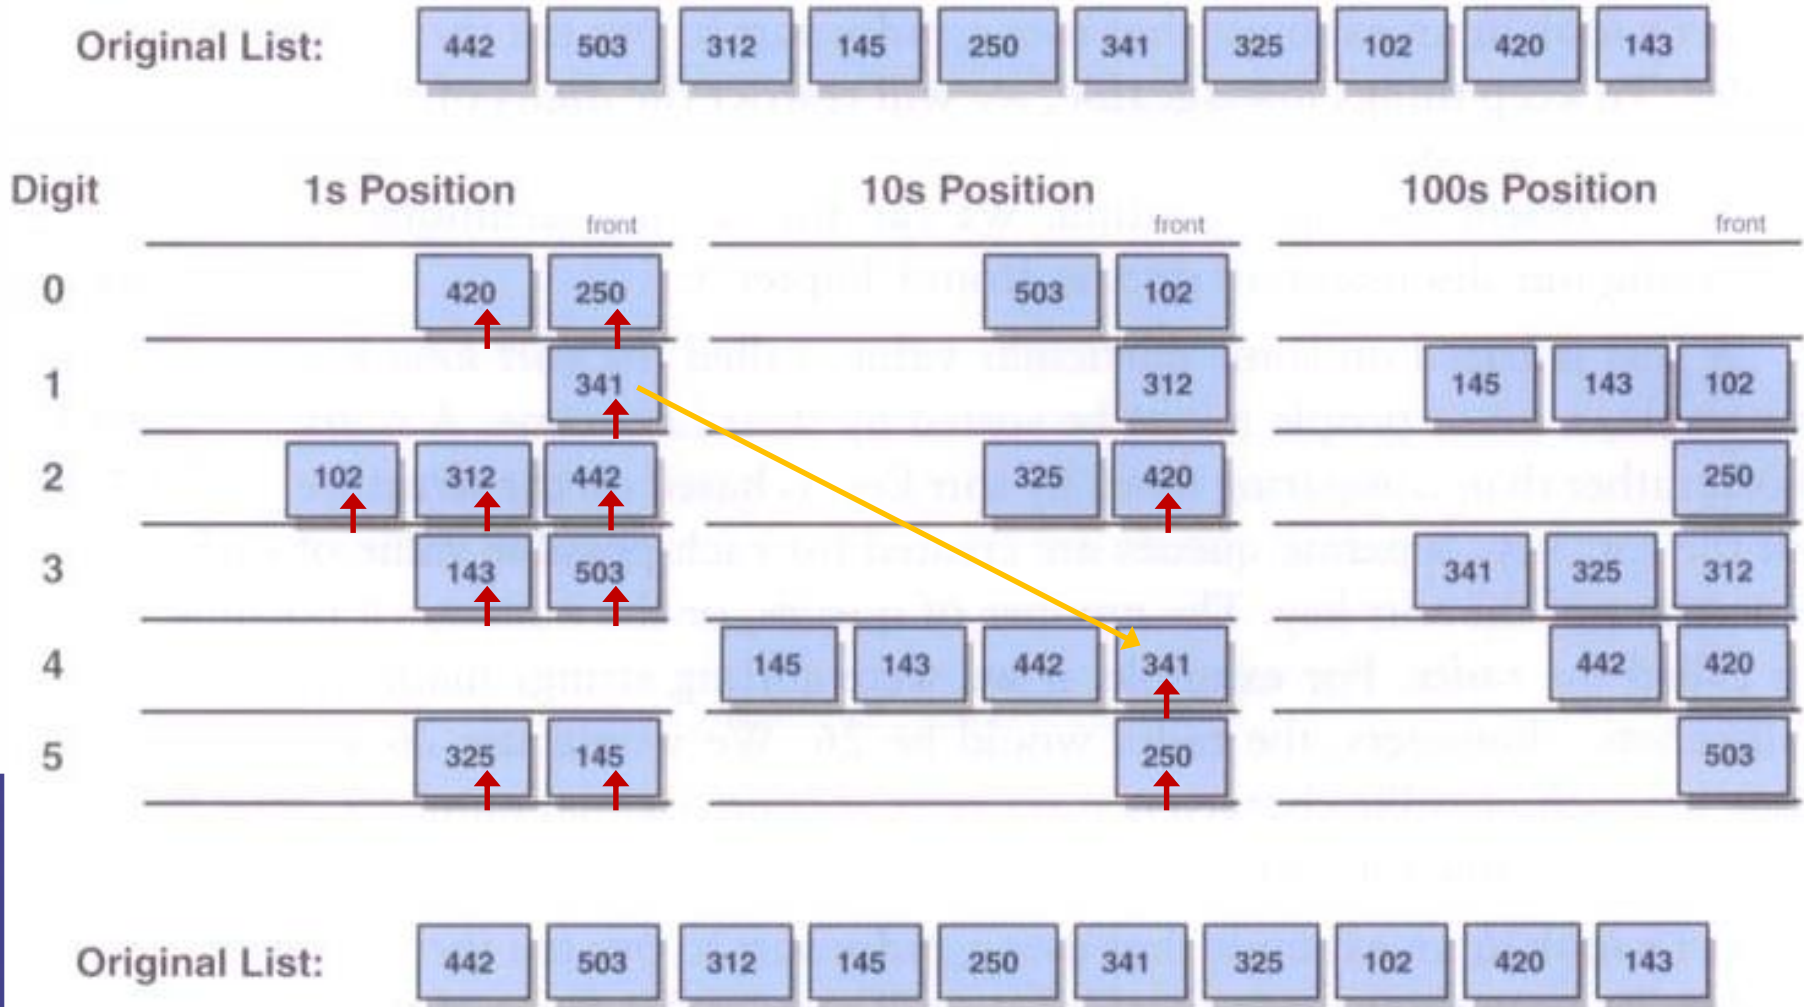 Original List: 442 503 312 145 250 341 325 102 420 143
Digit 1s Position 10s Position 100s Position
front front front
0 420 250 503 102
1 341 312 145 143 102
2 102 312 442 325 420 250
3 143 503 341 325 312
4 145 143 442 341 442 420
5 325 145 250 503
Original List: 442 503 312 145 250 341 325 102 420 143